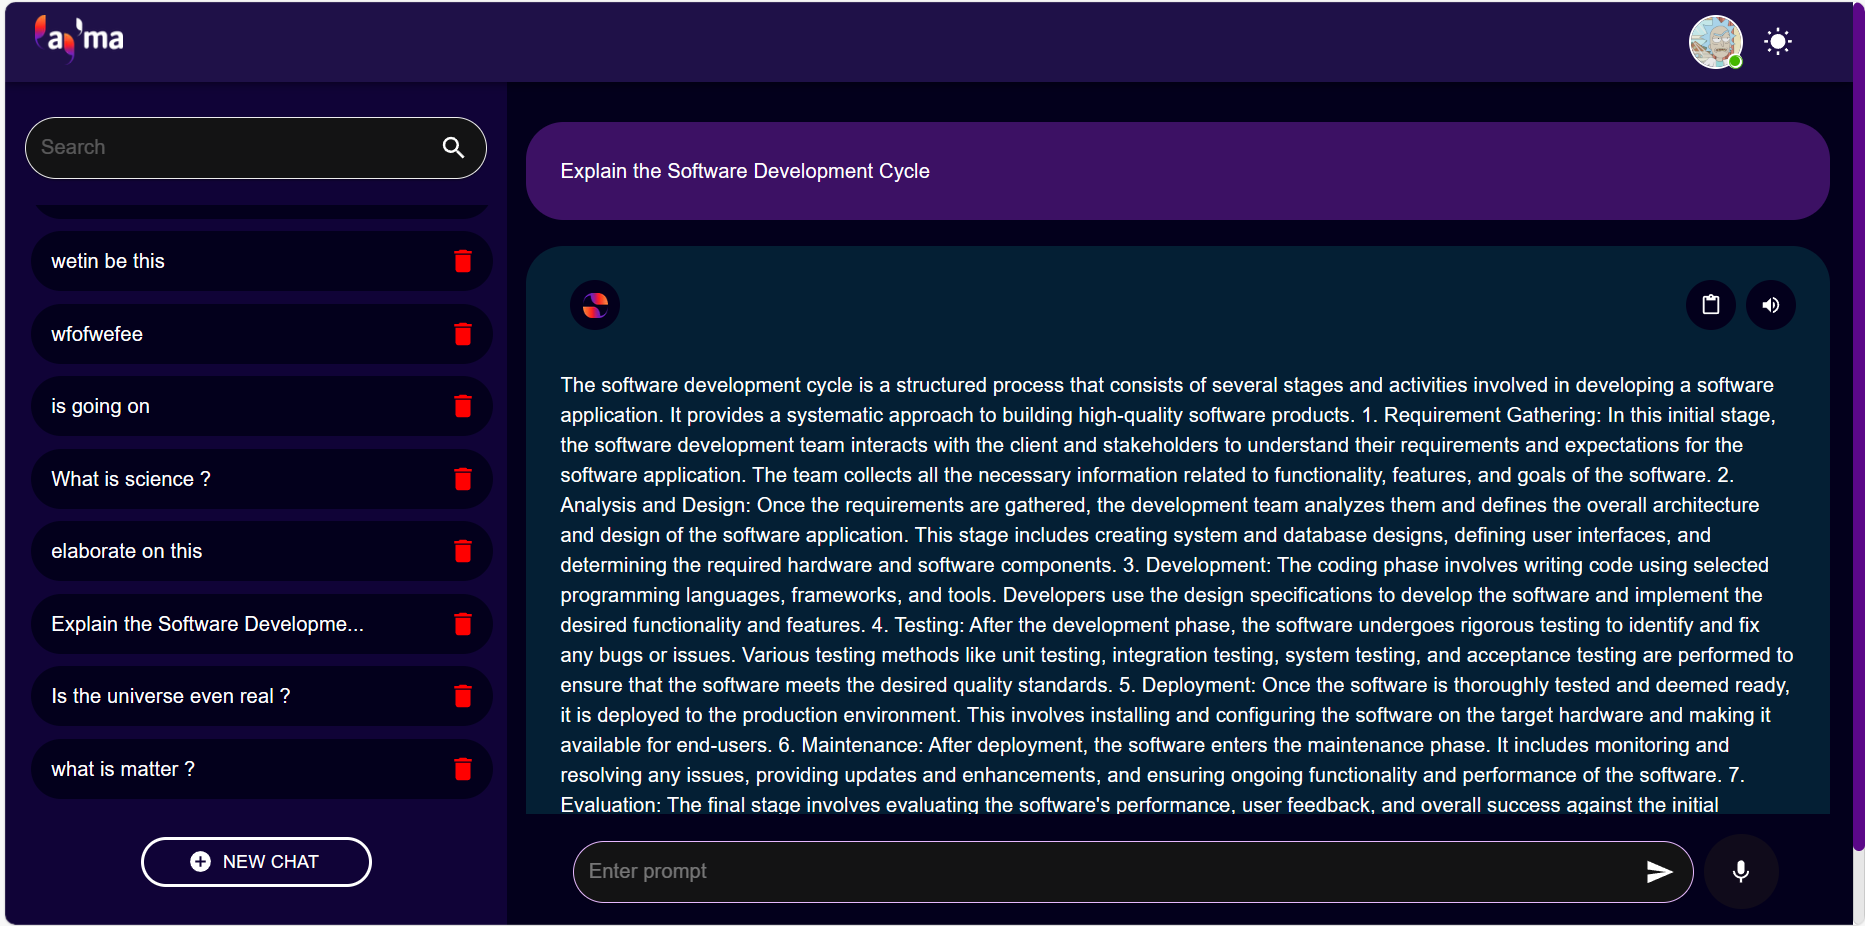 Search
wetin be this
wfofwefee
is going on
What is science ?
elaborate on this
Explain the Software Developme...
Is the universe even real ?
what is matter ?
NEW CHAT
Explain the Software Development Cycle
The software development cycle is a structured process that consists of several stages and activities involved in developing a software
application. It provides a systematic approach to building high-quality software products. 1. Requirement Gathering: In this initial stage,
the software development team interacts with the client and stakeholders to understand their requirements and expectations for the
software application. The team collects all the necessary information related to functionality, features, and goals of the software. 2.
Analysis and Design: Once the requirements are gathered, the development team analyzes them and defines the overall architecture
and design of the software application. This stage includes creating system and database designs, defining user interfaces, and
determining the required hardware and software components. 3. Development: The coding phase involves writing code using selected
programming languages, frameworks, and tools. Developers use the design specifications to develop the software and implement the
desired functionality and features. 4. Testing: After the development phase, the software undergoes rigorous testing to identify and fix
any bugs or issues. Various testing methods like unit testing, integration testing, system testing, and acceptance testing are performed to
ensure that the software meets the desired quality standards. 5. Deployment: Once the software is thoroughly tested and deemed ready,
it is deployed to the production environment. This involves installing and configuring the software on the target hardware and making it
available for end-users. 6. Maintenance: After deployment, the software enters the maintenance phase. It includes monitoring and
resolving any issues, providing updates and enhancements, and ensuring ongoing functionality and performance of the software. 7.
Evaluation: The final stage involves evaluating the software's performance, user feedback, and overall success against the initial
Enter prompt